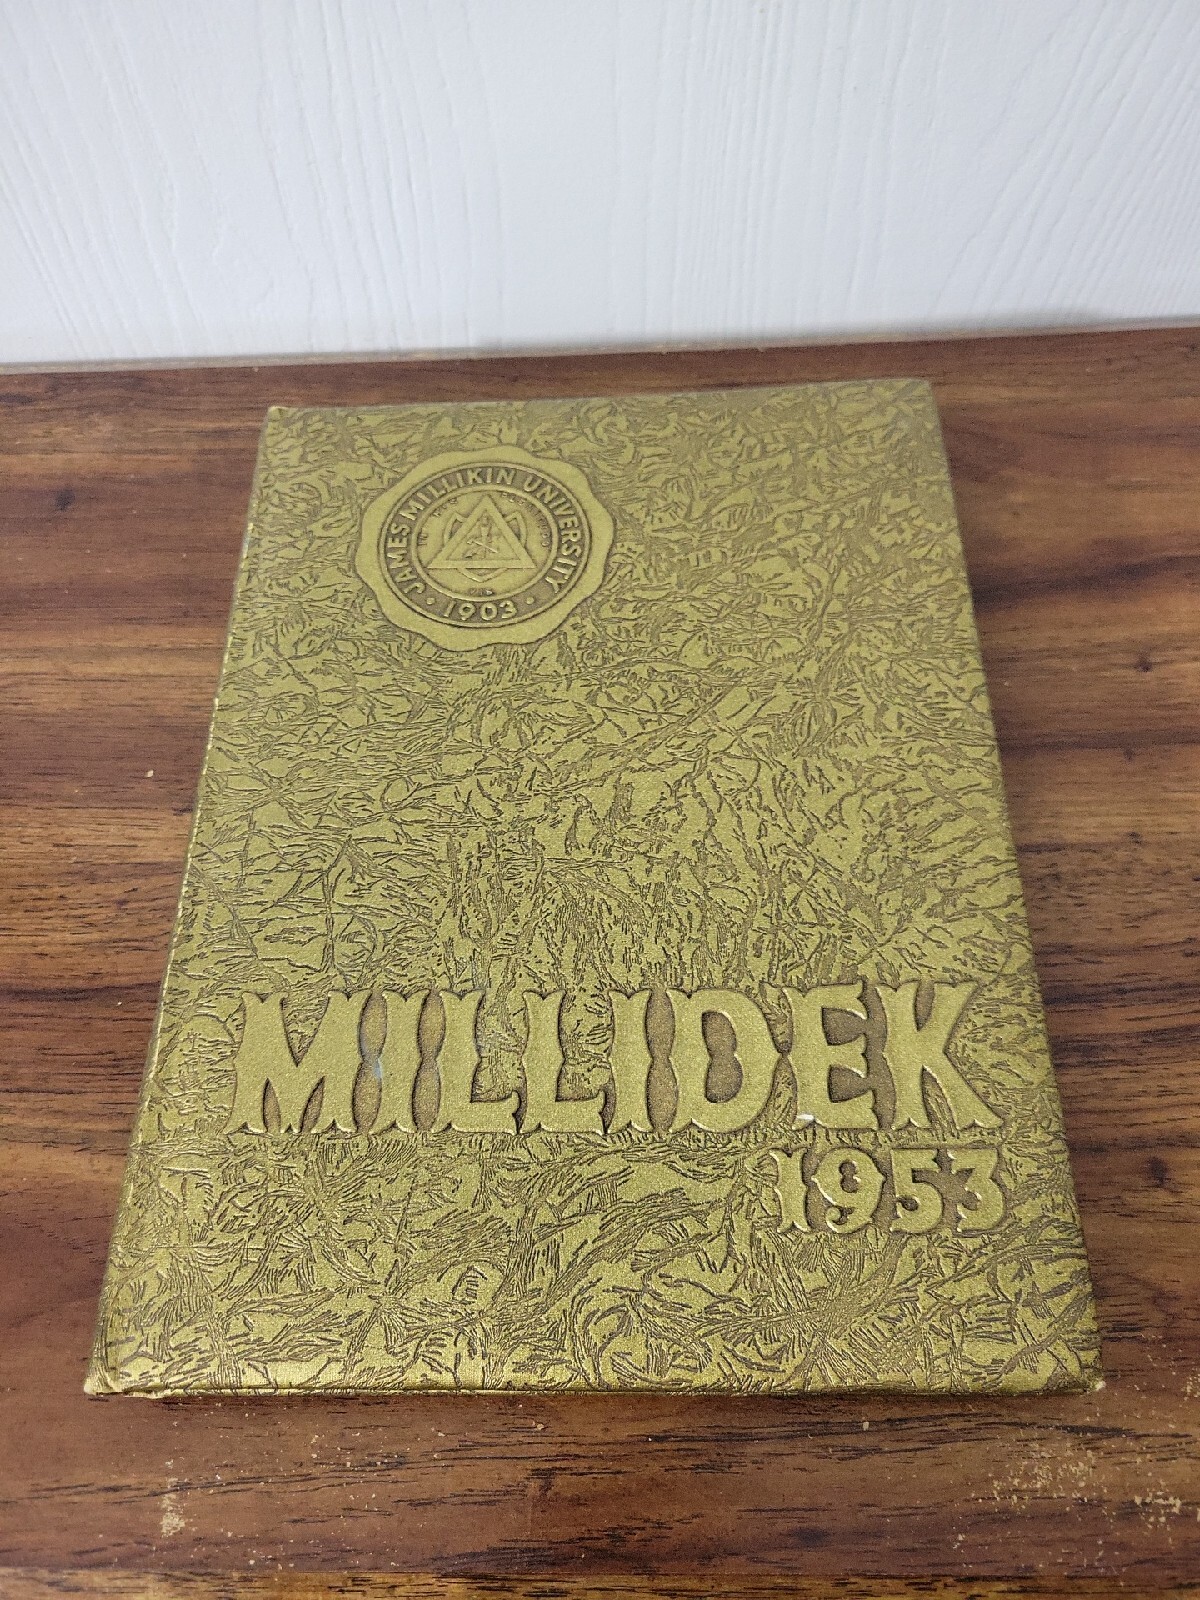 JAMES MILLIKIN UNIVERSITY
• 1903 •
MILLIDEK
1953